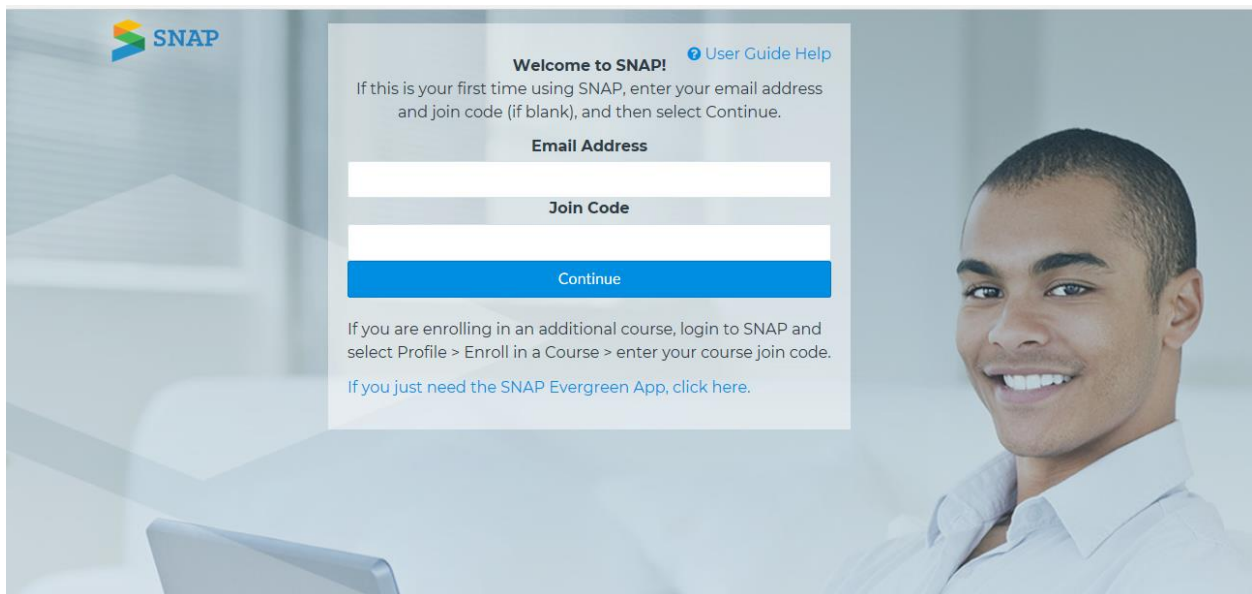 SNAP
User Guide Help
Welcome to SNAP!
If this is your first time using SNAP, enter your email address
and join code (if blank), and then select Continue.
Email Address
Join Code
Continue
If you are enrolling in an additional course, login to SNAP and
select Profile > Enroll in a Course > enter your course join code.
If you just need the SNAP Evergreen App, click here.